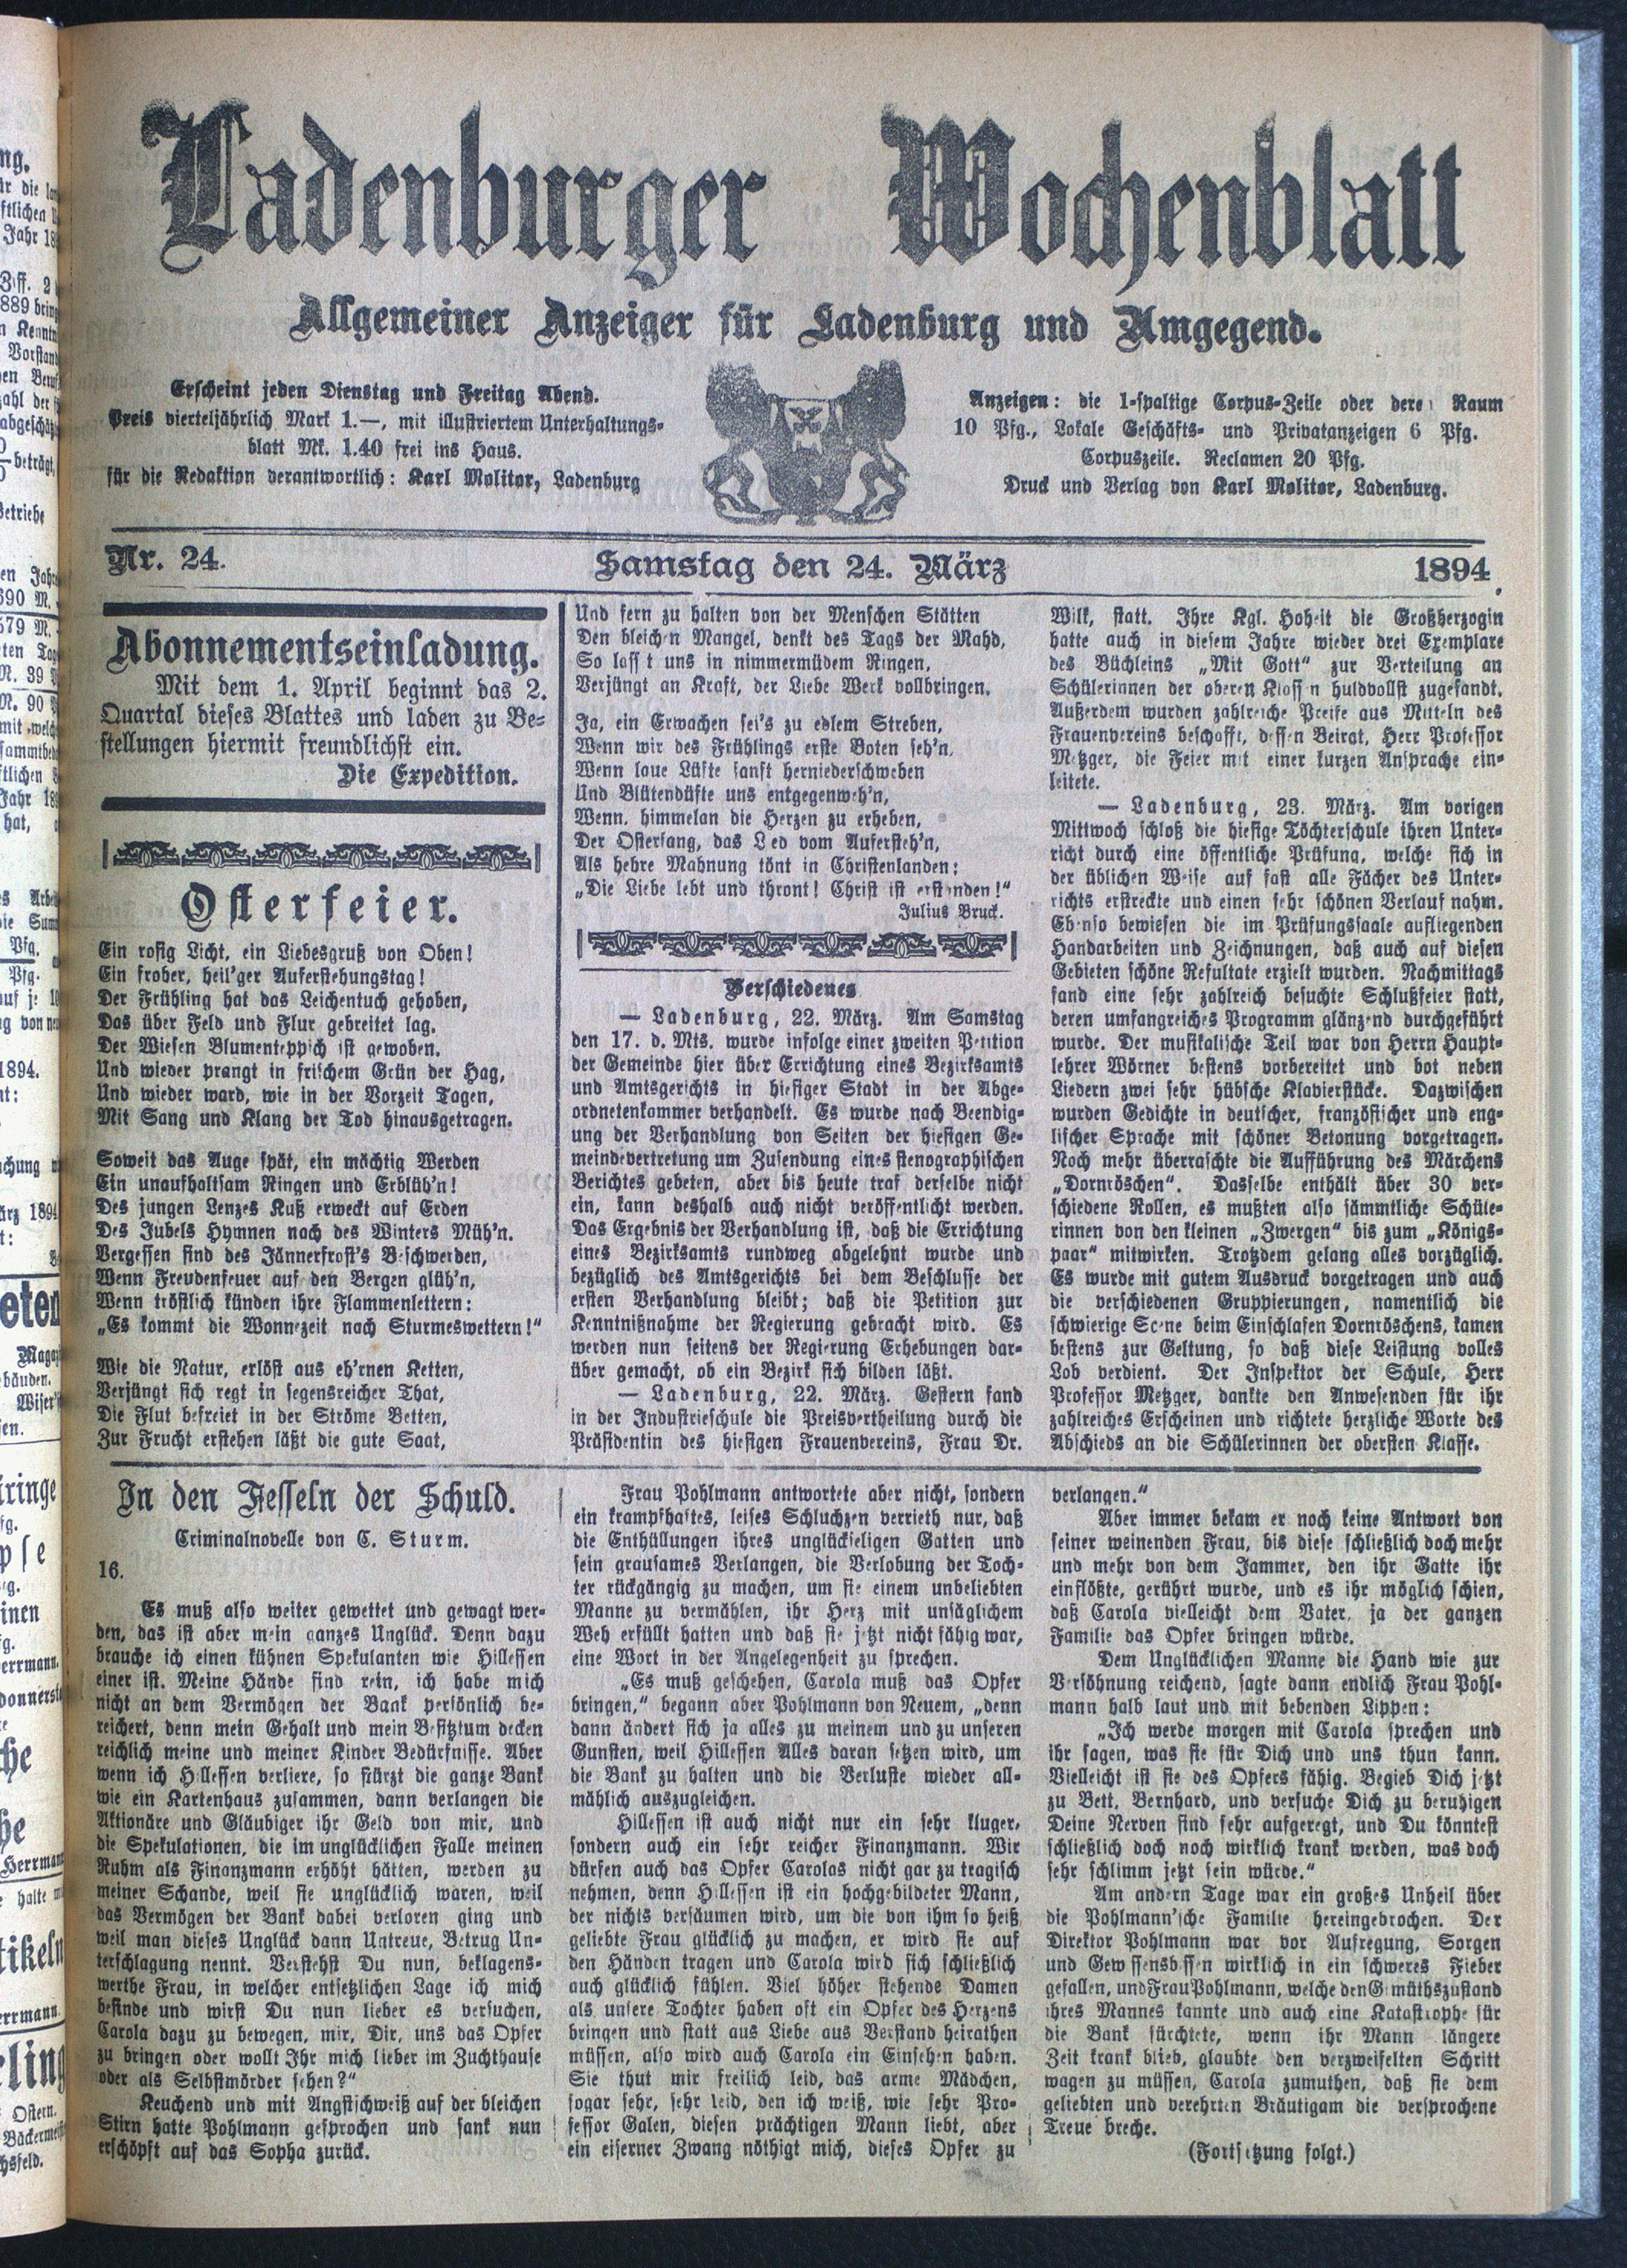 Ladenburger Wochenblatt
Allgemeiner Anzeiger für Ladenburg und Umgegend.
Erscheint jeden Dienstag und Freitag Abend.
Preis vierteljährlich Mark 1.—, mit illustriertem Unterhaltungs-
blatt Mk. 1.40 frei ins Haus.
für die Redaktion verantwortlich: Karl Molitor, Ladenburg
Anzeigen: die 1-spaltige Corpus-Zeile oder deren Raum
10 Pfg., Lokale Geschäfts- und Privatanzeigen 6 Pfg.
Corpuszeile. Reclamen 20 Pfg.
Druck und Verlag von Karl Molitor, Ladenburg.
Nr. 24. Samstag den 24. März 1894.
Abonnementseinladung.
Mit dem 1. April beginnt das 2.
Quartal dieses Blattes und laden zu Be-
stellungen hiermit freundlichst ein.
Die Expedition.
Osterfeier.
Ein rosig Licht, ein Liebesgruß von Oben!
Ein froher, heil'ger Auferstehungstag!
Der Frühling hat das Leichentuch gehoben,
Das über Feld und Flur gebreitet lag.
Der Wiesen Blumenteppich ist gewoben.
Und wieder prangt in frischem Grün der Hag,
Und wieder ward, wie in der Vorzeit Tagen,
Mit Sang und Klang der Tod hinausgetragen.
Soweit das Auge spät, ein mächtig Werden
Ein unaufhaltsam Ringen und Erblüh'n!
Des jungen Lenzes Kuß erweckt auf Erden
Des Jubels Hymnen nach des Winters Müh'n.
Vergessen sind des Jännerfrost's Beschwerden,
Wenn Freudenfeuer auf den Bergen glüh'n,
Wenn tröstlich künden ihre Flammenlettern:
„Es kommt die Wonnezeit nach Sturmeswettern!“
Wie die Natur, erlöst aus eh'rnen Ketten,
Verjüngt sich regt in segensreicher That,
Die Flut befreiet in der Ströme Betten,
Zur Frucht erstehen läßt die gute Saat,
Und fern zu halten von der Menschen Stätten
Den bleichen Mangel, denkt des Tags der Mahd,
So lasset uns in nimmermüdem Ringen,
Verjüngt an Kraft, der Liebe Werk vollbringen.
Ja, ein Erwachen sei's zu edlem Streben,
Wenn wir des Frühlings erste Boten seh'n,
Wenn laue Lüfte sanft herniederschweben
Und Blütendüfte uns entgegenweh'n,
Wenn. himmelan die Herzen zu erheben,
Der Ostersang, das Lied vom Aufersteh'n,
Als hehre Mahnung tönt in Christenlanden:
„Die Liebe lebt und thront! Christ ist erstanden!“
Julius Bruck.
Verschiedenes
— Ladenburg, 22. März. Am Samstag
den 17. d. Mts. wurde infolge einer zweiten Petition
der Gemeinde hier über Errichtung eines Bezirksamts
und Amtsgerichts in hiesiger Stadt in der Abge-
ordnetenkammer verhandelt. Es wurde nach Beendig-
ung der Verhandlung von Seiten der hiesigen Ge-
meindevertretung um Zusendung eines stenographischen
Berichtes gebeten, aber bis heute traf derselbe nicht
ein, kann deshalb auch nicht veröffentlicht werden.
Das Ergebnis der Verhandlung ist, daß die Errichtung
eines Bezirksamts rundweg abgelehnt wurde und
bezüglich des Amtsgerichts bei dem Beschlusse der
ersten Verhandlung bleibt; daß die Petition zur
Kenntnißnahme der Regierung gebracht wird. Es
werden nun seitens der Regierung Erhebungen dar-
über gemacht, ob ein Bezirk sich bilden läßt.
— Ladenburg, 22. März. Gestern fand
in der Industrieschule die Preisvertheilung durch die
Präsidentin des hiesigen Frauenvereins, Frau Dr.
Wilk, statt. Ihre Kgl. Hoheit die Großherzogin
hatte auch in diesem Jahre wieder drei Exemplare
des Büchleins „Mit Gott“ zur Verteilung an
Schülerinnen der oberen Klassen huldvollst zugesandt.
Außerdem wurden zahlreiche Preise aus Mitteln des
Frauenvereins beschafft, dessen Beirat, Herr Professor
Metzger, die Feier mit einer kurzen Ansprache ein-
leitete.
— Ladenburg, 23. März. Am vorigen
Mittwoch schloß die hiesige Töchterschule ihren Unter-
richt durch eine öffentliche Prüfung, welche sich in
der üblichen Weise auf fast alle Fächer des Unter-
richts erstreckte und einen sehr schönen Verlauf nahm.
Ebenso bewiesen die im Prüfungssaale aufliegenden
Handarbeiten und Zeichnungen, daß auch auf diesen
Gebieten schöne Resultate erzielt wurden. Nachmittags
fand eine sehr zahlreich besuchte Schlußfeier statt,
deren umfangreiches Programm glänzend durchgeführt
wurde. Der musikalische Teil war von Herrn Haupt-
lehrer Wörner bestens vorbereitet und bot neben
Liedern zwei sehr hübsche Klavierstücke. Dazwischen
wurden Gedichte in deutscher, französischer und eng-
lischer Sprache mit schöner Betonung vorgetragen.
Noch mehr überraschte die Aufführung des Märchens
„Dornröschen“. Dasselbe enthält über 30 ver-
schiedene Rollen, es mußten also sämmtliche Schüle-
rinnen von den kleinen „Zwergen“ bis zum „Königs-
paar“ mitwirken. Trotzdem gelang alles vorzüglich.
Es wurde mit gutem Ausdruck vorgetragen und auch
die verschiedenen Gruppierungen, namentlich die
schwierige Scene beim Einschlafen Dornröschens, kamen
bestens zur Geltung, so daß diese Leistung volles
Lob verdient. Der Inspektor der Schule, Herr
Professor Metzger, dankte den Anwesenden für ihr
zahlreiches Erscheinen und richtete herzliche Worte des
Abschieds an die Schülerinnen der obersten Klasse.
In den Fesseln der Schuld.
Criminalnovelle von C. Sturm.
16.
Es muß also weiter gewettet und gewagt wer-
den, das ist aber mein ganzes Unglück. Denn dazu
brauche ich einen kühnen Spekulanten wie Hillessen
einer ist. Meine Hände sind rein, ich habe mich
nicht an dem Vermögen der Bank persönlich be-
reichert, denn mein Gehalt und mein Besitztum decken
reichlich meine und meiner Kinder Bedürfnisse. Aber
wenn ich Hillessen verliere, so stürzt die ganze Bank
wie ein Kartenhaus zusammen, dann verlangen die
Aktionäre und Gläubiger ihr Geld von mir, und
die Spekulationen, die im unglücklichen Falle meinen
Ruhm als Finanzmann erhöht hätten, werden zu
meiner Schande, weil sie unglücklich waren, weil
das Vermögen der Bank dabei verloren ging und
weil man dieses Unglück dann Untreue, Betrug Un-
terschlagung nennt. Verstehst Du nun, beklagens-
werthe Frau, in welcher entsetzlichen Lage ich mich
befinde und wirst Du nun lieber es versuchen,
Carola dazu zu bewegen, mir, Dir, uns das Opfer
zu bringen oder wollt Ihr mich lieber im Zuchthause
oder als Selbstmörder sehen?“
Keuchend und mit Angstschweiß auf der bleichen
Stirn hatte Pohlmann gesprochen und sank nun
erschöpft auf das Sopha zurück.
Frau Pohlmann antwortete aber nicht, sondern
ein krampfhaftes, leises Schluchzen verrieth nur, daß
die Enthüllungen ihres unglückseligen Gatten und
sein grausames Verlangen, die Verlobung der Toch-
ter rückgängig zu machen, um sie einem unbeliebten
Manne zu vermählen, ihr Herz mit unsäglichem
Weh erfüllt hatten und daß sie jetzt nicht fähig war,
eine Wort in der Angelegenheit zu sprechen.
„Es muß geschehen, Carola muß das Opfer
bringen,“ begann aber Pohlmann von Neuem, „denn
dann ändert sich ja alles zu meinem und zu unseren
Gunsten, weil Hillessen Alles daran setzen wird, um
die Bank zu halten und die Verluste wieder all-
mählich auszugleichen.
Hillessen ist auch nicht nur ein sehr kluger,
sondern auch ein sehr reicher Finanzmann. Wir
dürfen auch das Opfer Carolas nicht gar zu tragisch
nehmen, denn Hillessen ist ein hochgebildeter Mann,
der nichts versäumen wird, um die von ihm so heiß
geliebte Frau glücklich zu machen, er wird sie auf
den Händen tragen und Carola wird sich schließlich
auch glücklich fühlen. Viel höher stehende Damen
als unsere Tochter haben oft ein Opfer des Herzens
bringen und statt aus Liebe aus Verstand heirathen
müssen, also wird auch Carola ein Einsehen haben.
Sie thut mir freilich leid, das arme Mädchen,
sogar sehr, sehr leid, den ich weiß, wie sehr Pro-
fessor Galen, diesen prächtigen Mann liebt, aber
ein eiserner Zwang nöthigt mich, dieses Opfer zu
verlangen.“
Aber immer bekam er noch keine Antwort von
seiner weinenden Frau, bis diese schließlich doch mehr
und mehr von dem Jammer, den ihr Gatte ihr
einflößte, gerührt wurde, und es ihr möglich schien,
daß Carola vielleicht dem Vater, ja der ganzen
Familie das Opfer bringen würde.
Dem Unglücklichen Manne die Hand wie zur
Versöhnung reichend, sagte dann endlich Frau Pohl-
mann halb laut und mit bebenden Lippen:
„Ich werde morgen mit Carola sprechen und
ihr sagen, was sie für Dich und uns thun kann.
Vielleicht ist sie des Opfers fähig. Begieb Dich jetzt
zu Bett, Bernhard, und versuche Dich zu beruhigen
Deine Nerven sind sehr aufgeregt, und Du könntest
schließlich doch noch wirklich krank werden, was doch
sehr schlimm jetzt sein würde.“
Am andern Tage war ein großes Unheil über
die Pohlmann'sche Familie hereingebrochen. Der
Direktor Pohlmann war vor Aufregung, Sorgen
und Gewissensbissen wirklich in ein schweres Fieber
gefallen, und Frau Pohlmann, welche den Gemüthszustand
ihres Mannes kannte und auch eine Katastrophe für
die Bank fürchtete, wenn ihr Mann längere
Zeit krank blieb, glaubte den verzweifelten Schritt
wagen zu müssen, Carola zumuthen, daß sie dem
geliebten und verehrten Bräutigam die versprochene
Treue breche.
(Fortsetzung folgt.)